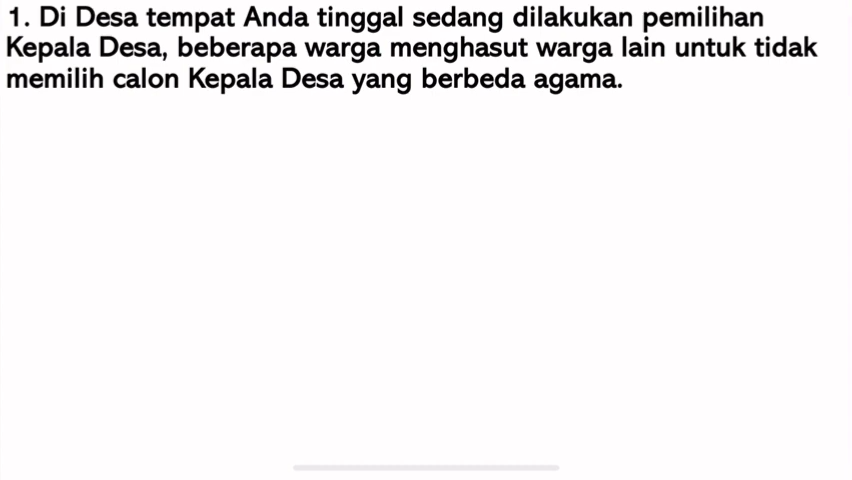 1. Di Desa tempat Anda tinggal sedang dilakukan pemilihan
Kepala Desa, beberapa warga menghasut warga lain untuk tidak
memilih calon Kepala Desa yang berbeda agama.